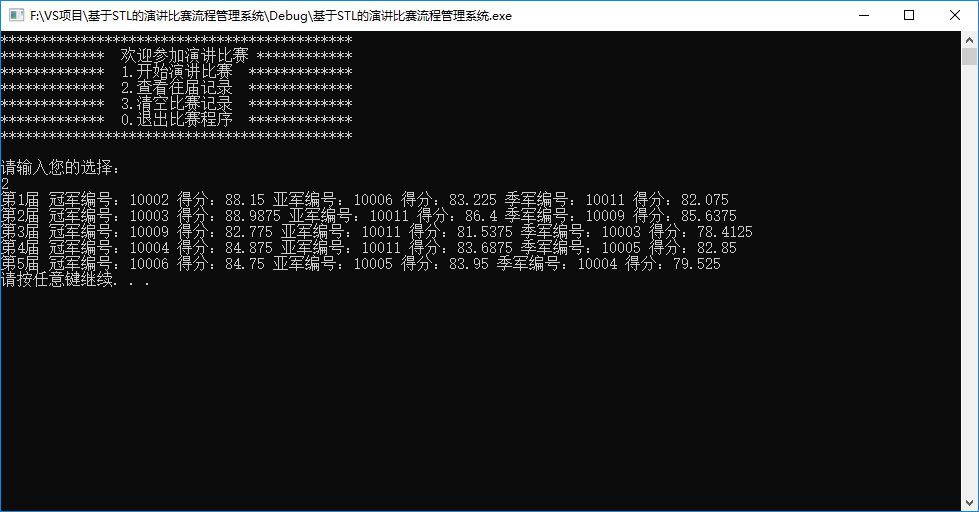 F:\VS项目\基于STL的演讲比赛流程管理系统\Debug\基于STL的演讲比赛流程管理系统.exe
********************************************
************* 欢迎参加演讲比赛 ************
************* 1.开始演讲比赛 *************
************* 2.查看往届记录 *************
************* 3.清空比赛记录 *************
************* 0.退出比赛程序 *************
********************************************
请输入您的选择：
2
第1届 冠军编号：10002 得分：88.15 亚军编号：10006 得分：83.225 季军编号：10011 得分：82.075
第2届 冠军编号：10003 得分：88.9875 亚军编号：10011 得分：86.4 季军编号：10009 得分：85.6375
第3届 冠军编号：10009 得分：82.775 亚军编号：10011 得分：81.5375 季军编号：10003 得分：78.4125
第4届 冠军编号：10004 得分：84.875 亚军编号：10011 得分：83.6875 季军编号：10005 得分：82.85
第5届 冠军编号：10006 得分：84.75 亚军编号：10005 得分：83.95 季军编号：10004 得分：79.525
请按任意键继续. . .